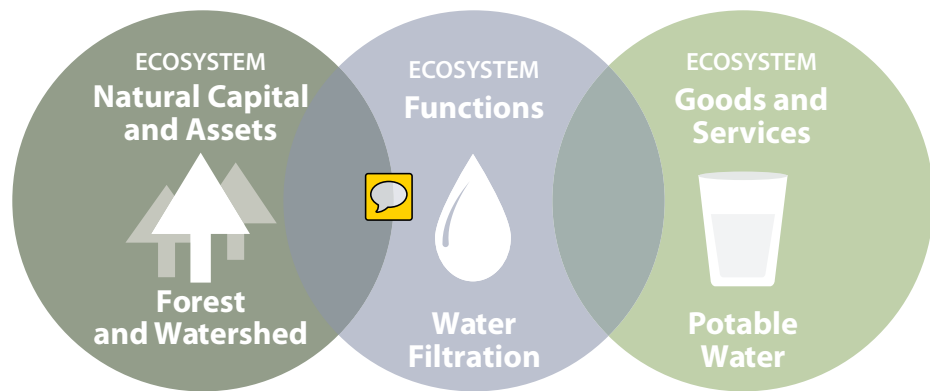 ECOSYSTEM
Natural Capital
and Assets
Forest
and Watershed
ECOSYSTEM
Functions
Water
Filtration
ECOSYSTEM
Goods and
Services
Potable
Water